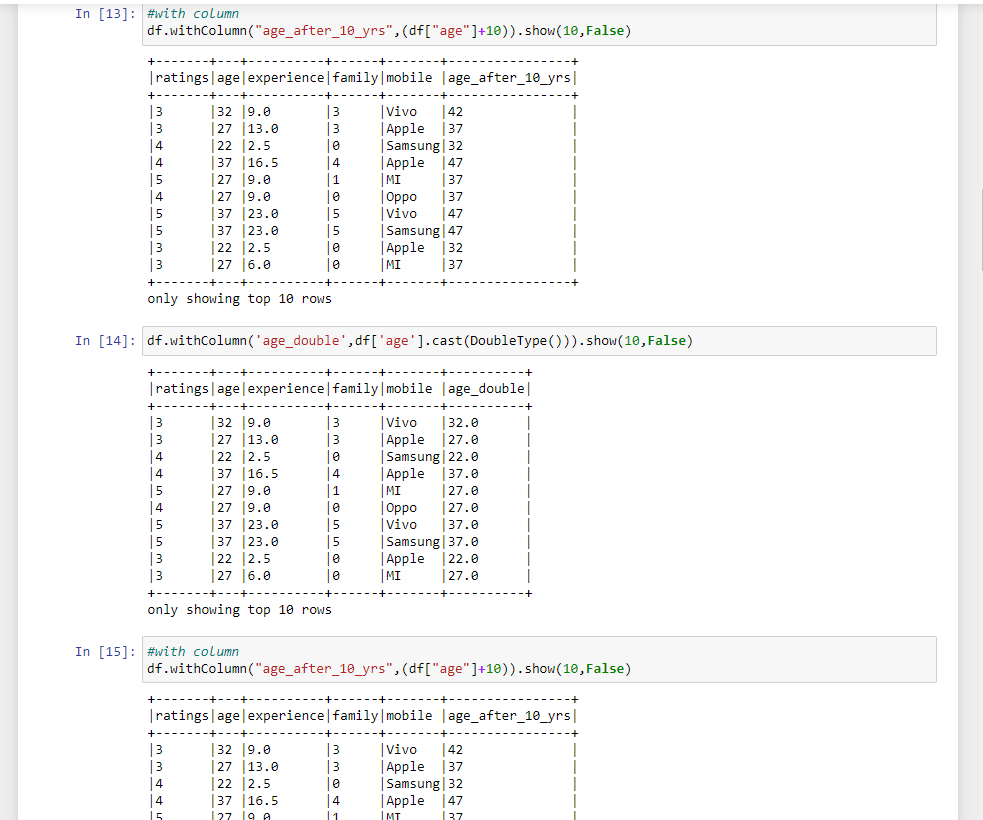 In [13]: #with column
df.withColumn("age_after_10_yrs",(df["age"]+10)).show(10,False)
+-------+---+----------+------+-------+----------------+
|ratings|age|experience|family|mobile |age_after_10_yrs|
+-------+---+----------+------+-------+----------------+
|3      |32 |9.0       |3     |Vivo   |42              |
|3      |27 |13.0      |3     |Apple  |37              |
|4      |22 |2.5       |0     |Samsung|32              |
|4      |37 |16.5      |4     |Apple  |47              |
|5      |27 |9.0       |1     |MI     |37              |
|4      |27 |9.0       |0     |Oppo   |37              |
|5      |37 |23.0      |5     |Vivo   |47              |
|5      |37 |23.0      |5     |Samsung|47              |
|3      |22 |2.5       |0     |Apple  |32              |
|3      |27 |6.0       |0     |MI     |37              |
+-------+---+----------+------+-------+----------------+
only showing top 10 rows
In [14]: df.withColumn('age_double',df['age'].cast(DoubleType())).show(10,False)
+-------+---+----------+------+-------+----------+
|ratings|age|experience|family|mobile |age_double|
+-------+---+----------+------+-------+----------+
|3      |32 |9.0       |3     |Vivo   |32.0      |
|3      |27 |13.0      |3     |Apple  |27.0      |
|4      |22 |2.5       |0     |Samsung|22.0      |
|4      |37 |16.5      |4     |Apple  |37.0      |
|5      |27 |9.0       |1     |MI     |27.0      |
|4      |27 |9.0       |0     |Oppo   |27.0      |
|5      |37 |23.0      |5     |Vivo   |37.0      |
|5      |37 |23.0      |5     |Samsung|37.0      |
|3      |22 |2.5       |0     |Apple  |22.0      |
|3      |27 |6.0       |0     |MI     |27.0      |
+-------+---+----------+------+-------+----------+
only showing top 10 rows
In [15]: #with column
df.withColumn("age_after_10_yrs",(df["age"]+10)).show(10,False)
+-------+---+----------+------+-------+----------------+
|ratings|age|experience|family|mobile |age_after_10_yrs|
+-------+---+----------+------+-------+----------------+
|3      |32 |9.0       |3     |Vivo   |42              |
|3      |27 |13.0      |3     |Apple  |37              |
|4      |22 |2.5       |0     |Samsung|32              |
|4      |37 |16.5      |4     |Apple  |47              |
|5      |27 |9.0       |1     |MI     |37              |